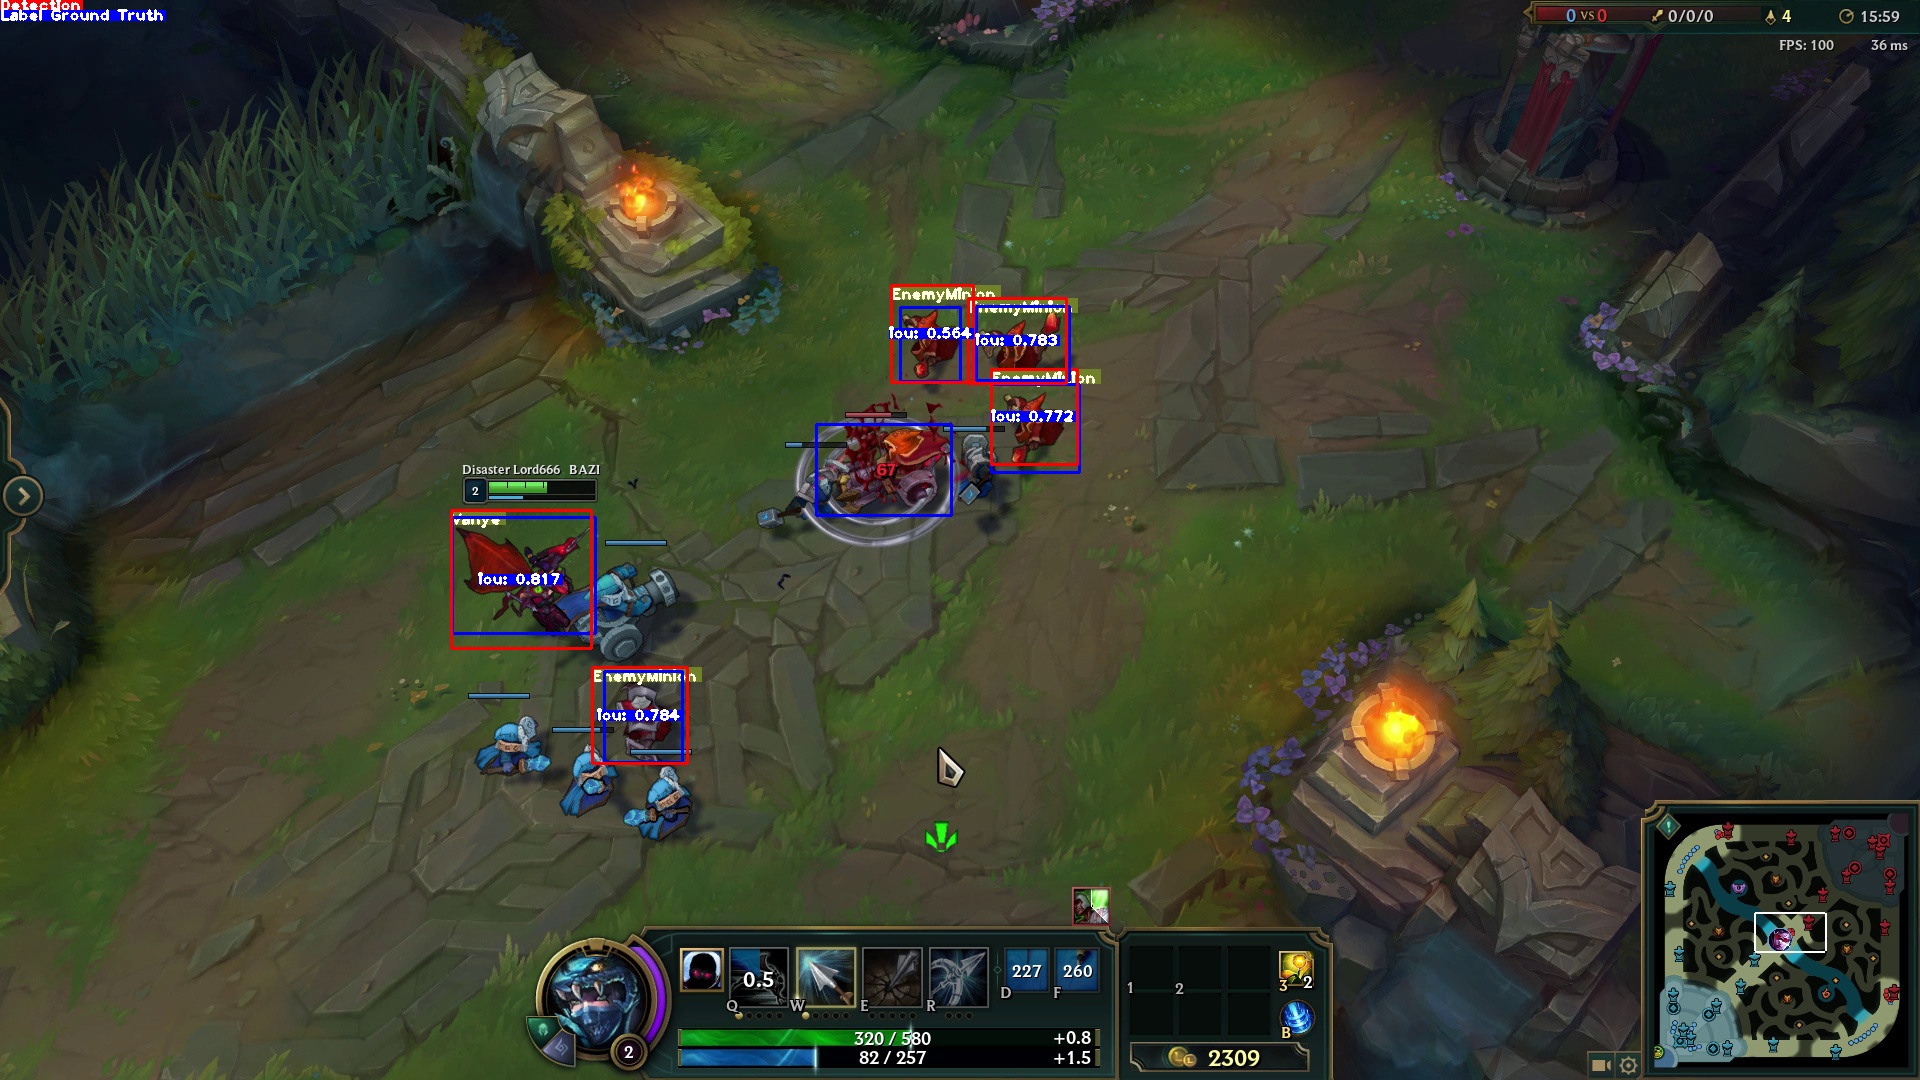 Detection
Label Ground Truth
0 VS 0
0/0/0
4
15:59
FPS: 100 36 ms
EnemyMinion
EnemyMinion
iou: 0.564
iou: 0.783
EnemyMinion
iou: 0.772
67
Disaster Lord666 BAZI
2
Vanye
iou: 0.817
EnemyMinion
iou: 0.784
0.5
Q W E R
227 260
D F
1 2
3 2
B
2
320 / 580 +0.8
82 / 257 +1.5
2309